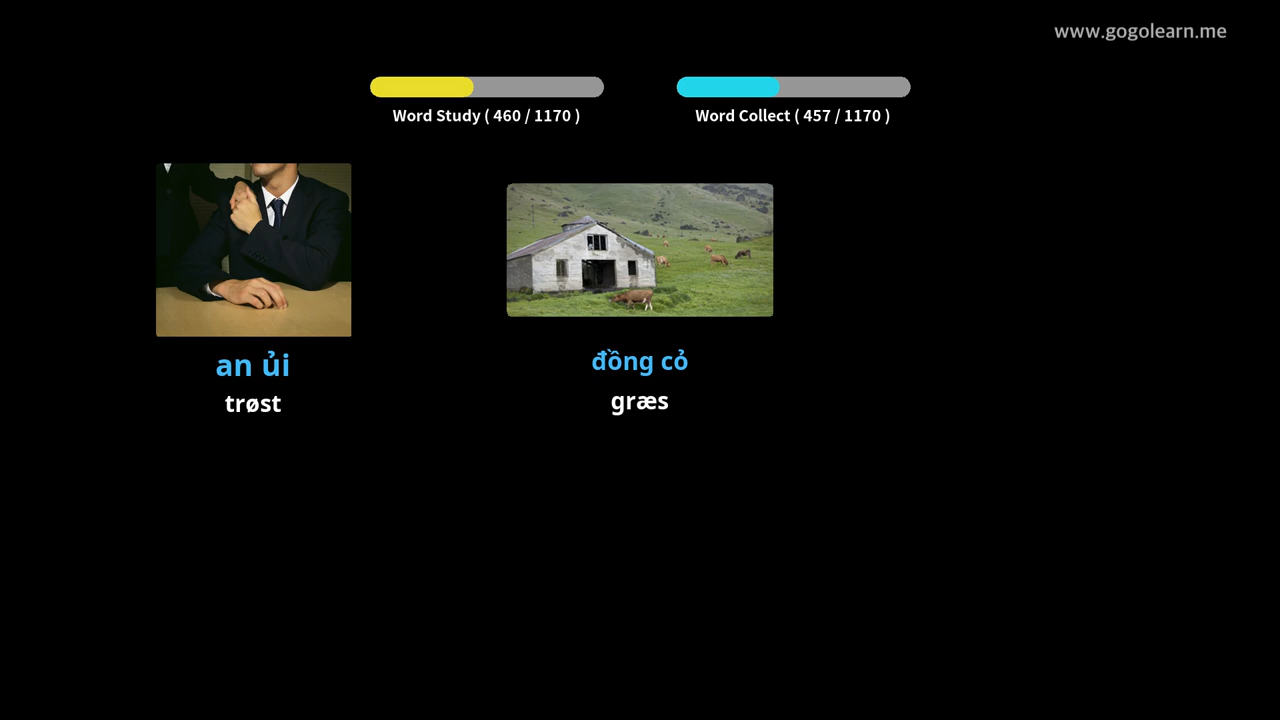 www.gogolearn.me
Word Study ( 460 / 1170 )
Word Collect ( 457 / 1170 )
an ủi
trøst
đồng cỏ
græs